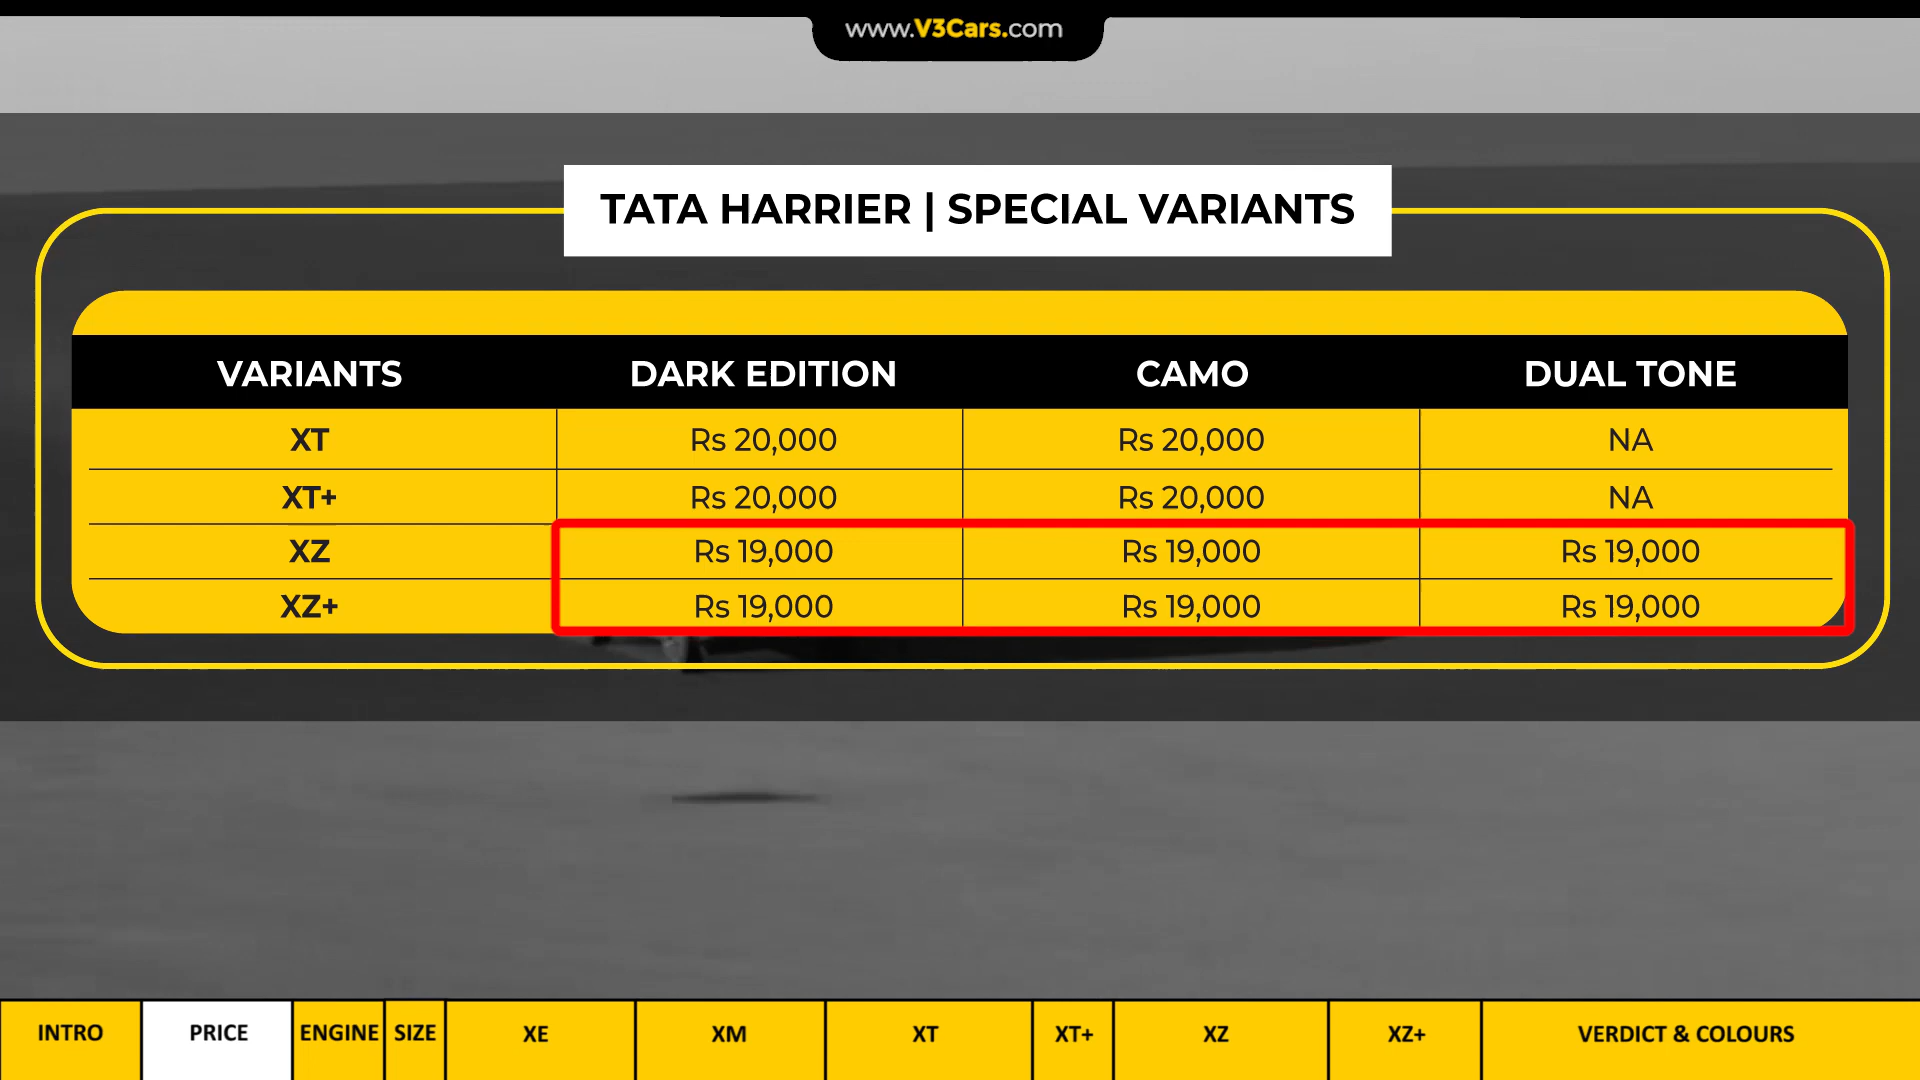 www.V3Cars.com
TATA HARRIER | SPECIAL VARIANTS
VARIANTS DARK EDITION CAMO DUAL TONE
XT Rs 20,000 Rs 20,000 NA
XT+ Rs 20,000 Rs 20,000 NA
XZ Rs 19,000 Rs 19,000 Rs 19,000
XZ+ Rs 19,000 Rs 19,000 Rs 19,000
INTRO PRICE ENGINE SIZE XE XM XT XT+ XZ XZ+ VERDICT & COLOURS